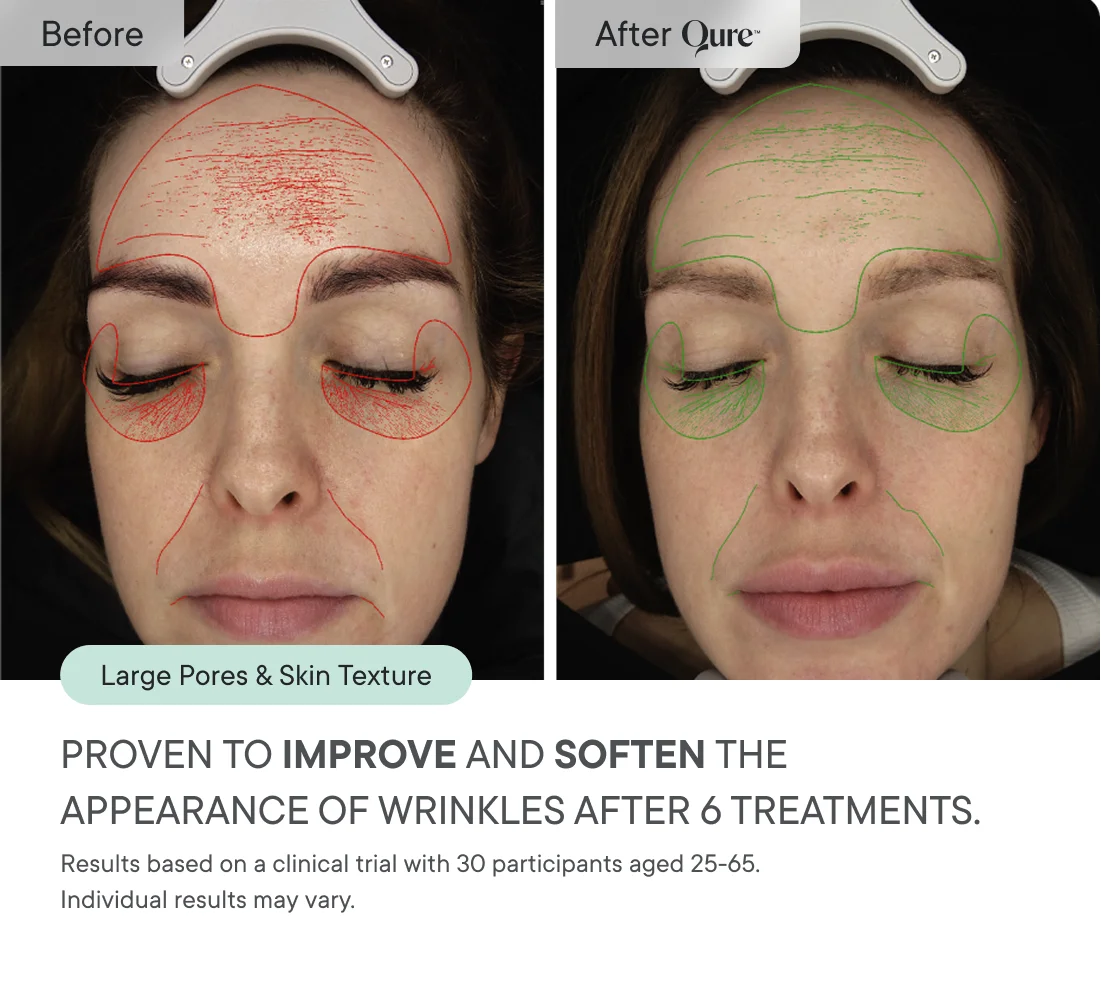 Before
After Qure™
Large Pores & Skin Texture
PROVEN TO IMPROVE AND SOFTEN THE
APPEARANCE OF WRINKLES AFTER 6 TREATMENTS.
Results based on a clinical trial with 30 participants aged 25-65.
Individual results may vary.